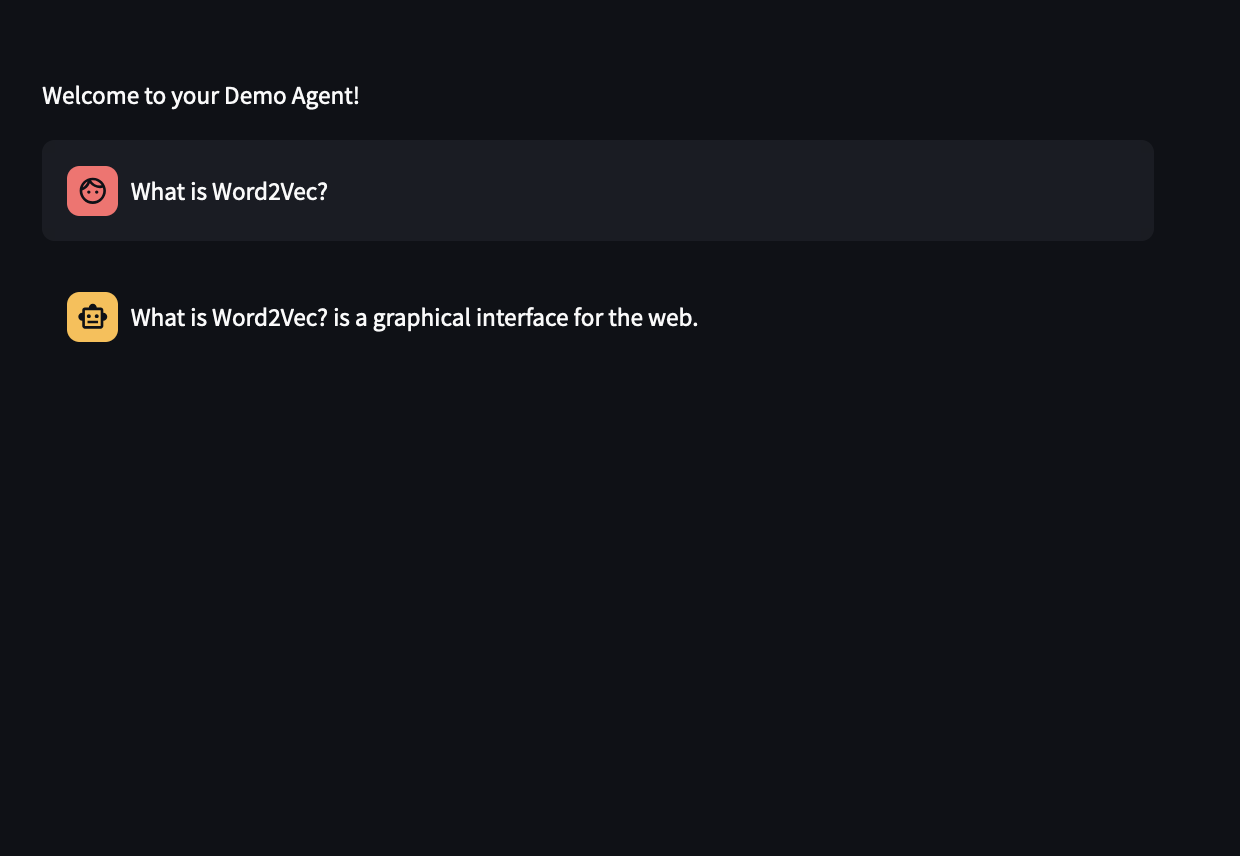 Welcome to your Demo Agent!
What is Word2Vec?
What is Word2Vec? is a graphical interface for the web.